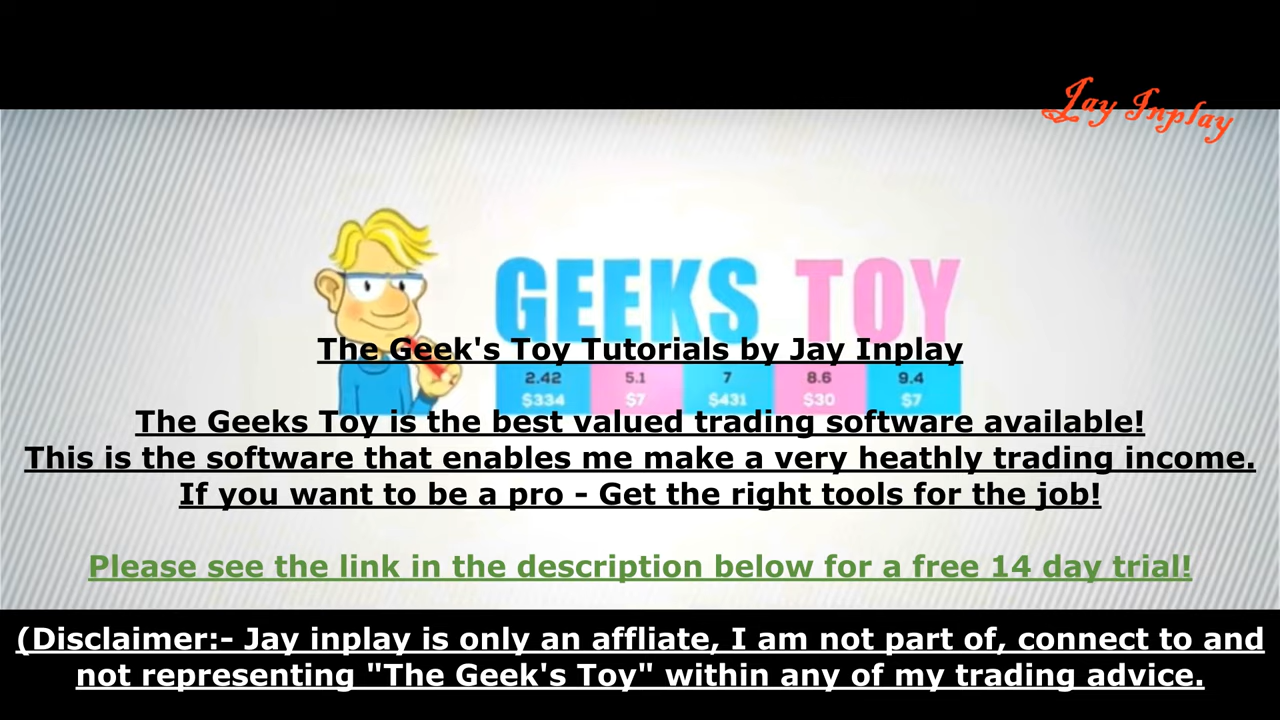 Jay Inplay
GEEKS TOY
The Geek's Toy Tutorials by Jay Inplay
2.42 5.1 7 8.6 9.4
$334 $7 $431 $30 $7
The Geeks Toy is the best valued trading software available!
This is the software that enables me make a very heathly trading income.
If you want to be a pro - Get the right tools for the job!
Please see the link in the description below for a free 14 day trial!
(Disclaimer:- Jay inplay is only an affliate, I am not part of, connect to and
not representing "The Geek's Toy" within any of my trading advice.